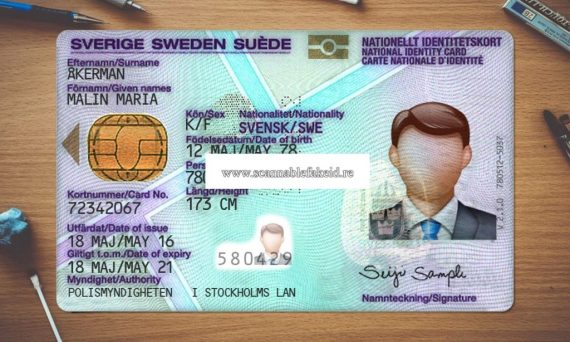 SVERIGE SWEDEN SUÈDE
NATIONELLT IDENTITETSKORT
NATIONAL IDENTITY CARD
CARTE NATIONALE D'IDENTITÉ
Efternamn/Surname
ÅKERMAN
Förnamn/Given names
MALIN MARIA
Kön/Sex Nationalitet/Nationality
K/F SVENSK/SWE
Födelsedatum/Date of birth
12 MAJ/MAY 78
Pers
780
www.scannablefakeid.re
Längd/Height
173 CM
Kortnummer/Card No.
72342067
Utfärdat/Date of issue
18 MAJ/MAY 16
Giltigt t.o.m./Date of expiry
18 MAJ/MAY 21
Myndighet/Authority
POLISMYNDIGHETEN I STOCKHOLMS LAN
580429
780512-5037
V 2.1.0
Seiji Sample
Namnteckning/Signature